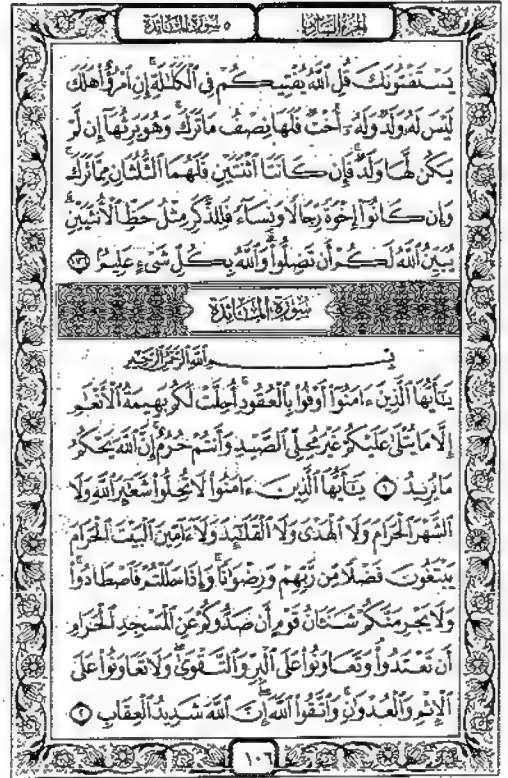 الجزء السادس
٥ سورة المائدة
يَسْتَفْتُونَكَ قُلِ ٱللَّهُ يُفْتِيكُمْ فِى ٱلْكَلَـٰلَةِ ۚ إِنِ ٱمْرُؤٌا۟ هَلَكَ
لَيْسَ لَهُۥ وَلَدٌ وَلَهُۥٓ أُخْتٌ فَلَهَا نِصْفُ مَا تَرَكَ ۚ وَهُوَ يَرِثُهَآ إِن لَّمْ
يَكُن لَّهَا وَلَدٌ ۚ فَإِن كَانَتَا ٱثْنَتَيْنِ فَلَهُمَا ٱلثُّلُثَانِ مِمَّا تَرَكَ ۚ
وَإِن كَانُوٓا۟ إِخْوَةً رِّجَالًا وَنِسَآءً فَلِلذَّكَرِ مِثْلُ حَظِّ ٱلْأُنثَيَيْنِ ۗ
يُبَيِّنُ ٱللَّهُ لَكُمْ أَن تَضِلُّوا۟ ۗ وَٱللَّهُ بِكُلِّ شَىْءٍ عَلِيمٌۢ ١٧٦
سُورَةُ المَائِدَةِ
بِسْمِ ٱللَّهِ ٱلرَّحْمَـٰنِ ٱلرَّحِيمِ
يَـٰٓأَيُّهَا ٱلَّذِينَ ءَامَنُوٓا۟ أَوْفُوا۟ بِٱلْعُقُودِ ۚ أُحِلَّتْ لَكُم بَهِيمَةُ ٱلْأَنْعَـٰمِ
إِلَّا مَا يُتْلَىٰ عَلَيْكُمْ غَيْرَ مُحِلِّى ٱلصَّيْدِ وَأَنتُمْ حُرُمٌ ۗ إِنَّ ٱللَّهَ يَحْكُمُ
مَا يُرِيدُ ١ يَـٰٓأَيُّهَا ٱلَّذِينَ ءَامَنُوا۟ لَا تُحِلُّوا۟ شَعَـٰٓئِرَ ٱللَّهِ وَلَا
ٱلشَّهْرَ ٱلْحَرَامَ وَلَا ٱلْهَدْىَ وَلَا ٱلْقَلَـٰٓئِدَ وَلَآ ءَآمِّينَ ٱلْبَيْتَ ٱلْحَرَامَ
يَبْتَغُونَ فَضْلًا مِّن رَّبِّهِمْ وَرِضْوَٰنًا ۚ وَإِذَا حَلَلْتُمْ فَٱصْطَادُوا۟ ۚ
وَلَا يَجْرِمَنَّكُمْ شَنَـَٔانُ قَوْمٍ أَن صَدُّوكُمْ عَنِ ٱلْمَسْجِدِ ٱلْحَرَامِ
أَن تَعْتَدُوا۟ ۘ وَتَعَاوَنُوا۟ عَلَى ٱلْبِرِّ وَٱلتَّقْوَىٰ ۖ وَلَا تَعَاوَنُوا۟ عَلَى
ٱلْإِثْمِ وَٱلْعُدْوَٰنِ ۚ وَٱتَّقُوا۟ ٱللَّهَ ۖ إِنَّ ٱللَّهَ شَدِيدُ ٱلْعِقَابِ ٢
١٠٦